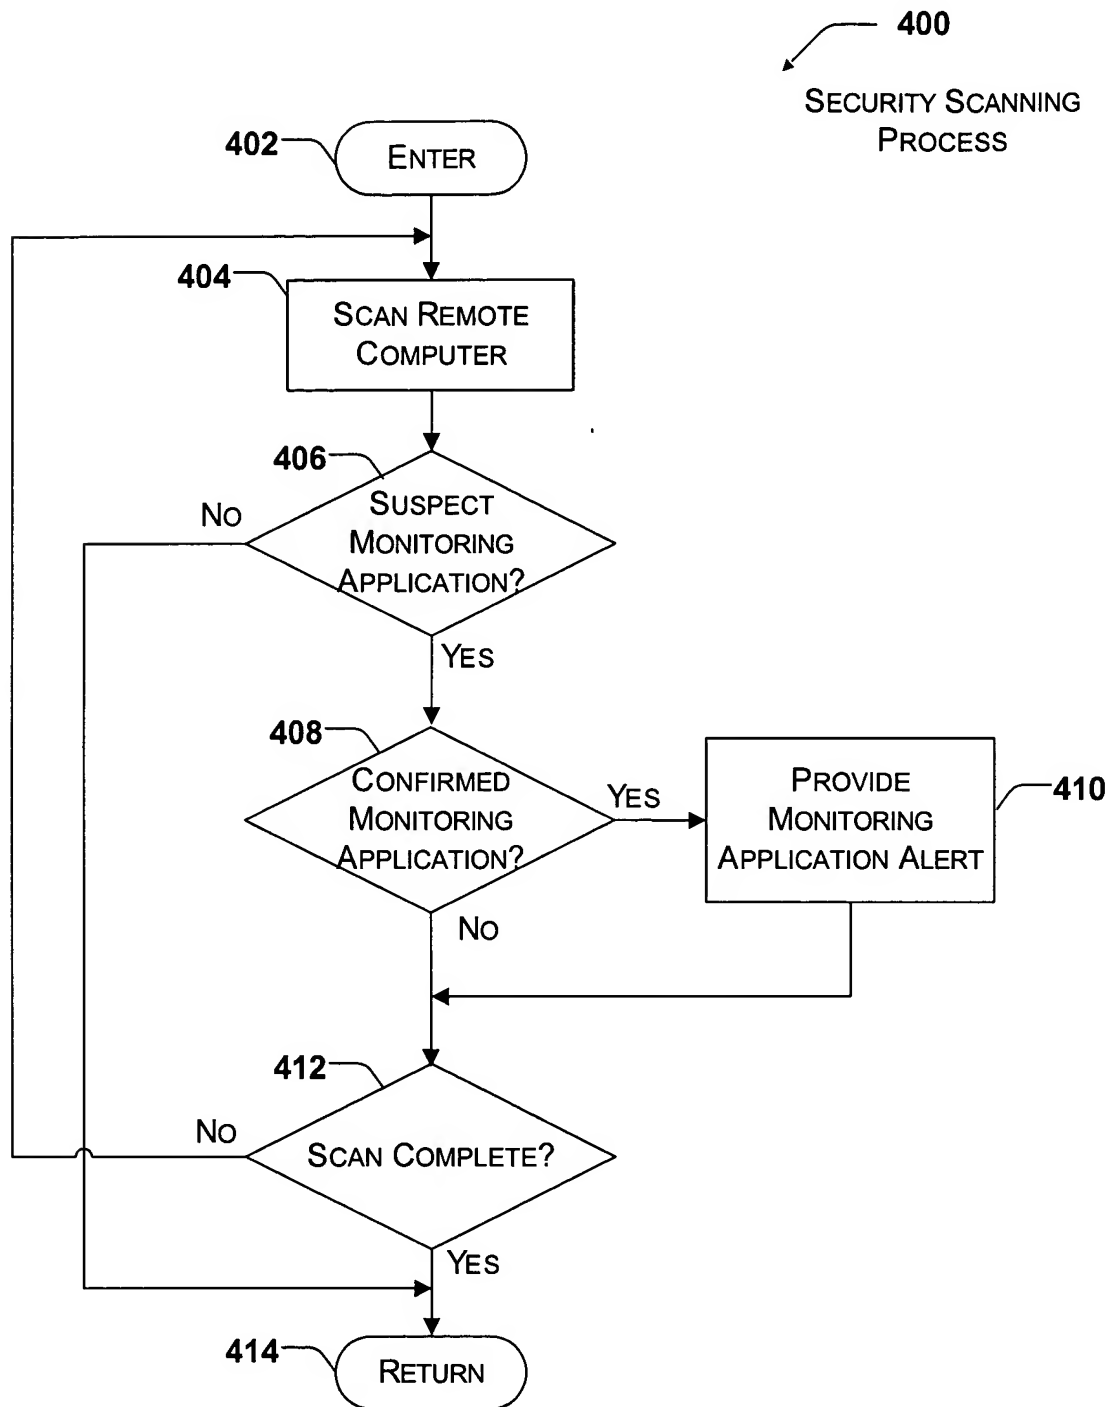 400
SECURITY SCANNING
PROCESS
402
ENTER
404
SCAN REMOTE
COMPUTER
406
SUSPECT
MONITORING
APPLICATION?
NO
YES
408
CONFIRMED
MONITORING
APPLICATION?
YES
PROVIDE
MONITORING
APPLICATION ALERT
410
NO
412
SCAN COMPLETE?
NO
YES
414
RETURN